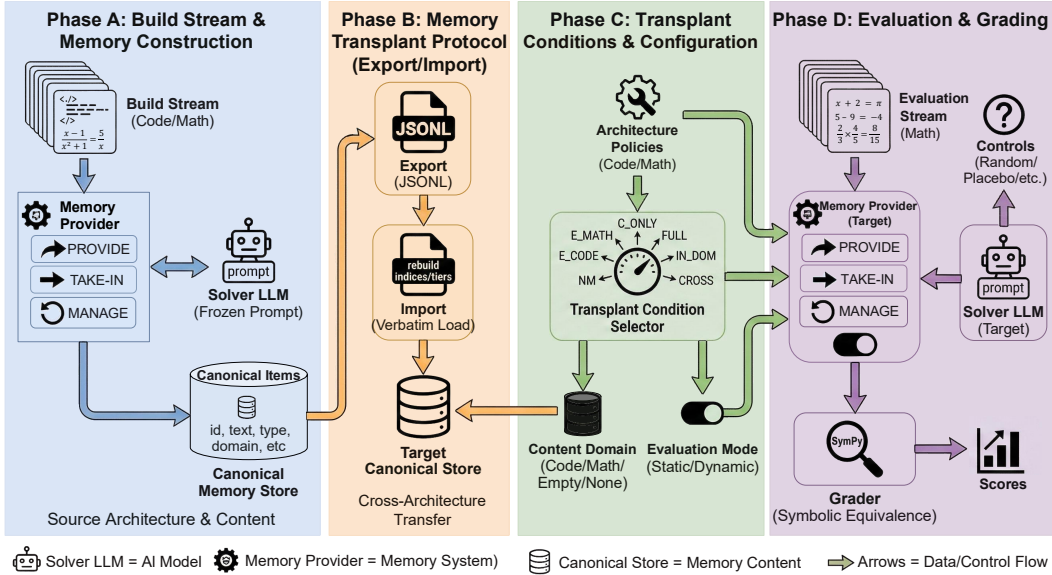 Phase A: Build Stream &
Memory Construction
</>
</>
x − 1
x² + 1
= 5
x
Build Stream
(Code/Math)
Memory
Provider
PROVIDE
TAKE-IN
MANAGE
prompt
Solver LLM
(Frozen Prompt)
Canonical Items
id, text, type,
domain, etc
Canonical
Memory Store
Source Architecture & Content
Phase B: Memory
Transplant Protocol
(Export/Import)
JSONL
Export
(JSONL)
rebuild
indices/tiers
Import
(Verbatim Load)
Target
Canonical Store
Cross-Architecture
Transfer
Phase C: Transplant
Conditions & Configuration
Architecture
Policies
(Code/Math)
C_ONLY
E_MATH
FULL
E_CODE
IN_DOM
NM
CROSS
Transplant Condition
Selector
Content Domain
(Code/Math/
Empty/None)
Evaluation Mode
(Static/Dynamic)
Phase D: Evaluation & Grading
x + 2 = π
5 − 9 = −4
2/3 × 4/5 = 8/15
Evaluation
Stream
(Math)
?
Controls
(Random/
Placebo/etc.)
Memory Provider
(Target)
PROVIDE
TAKE-IN
MANAGE
prompt
Solver LLM
(Target)
SymPy
Grader
(Symbolic Equivalence)
Scores
Solver LLM = AI Model
Memory Provider = Memory System)
Canonical Store = Memory Content
Arrows = Data/Control Flow